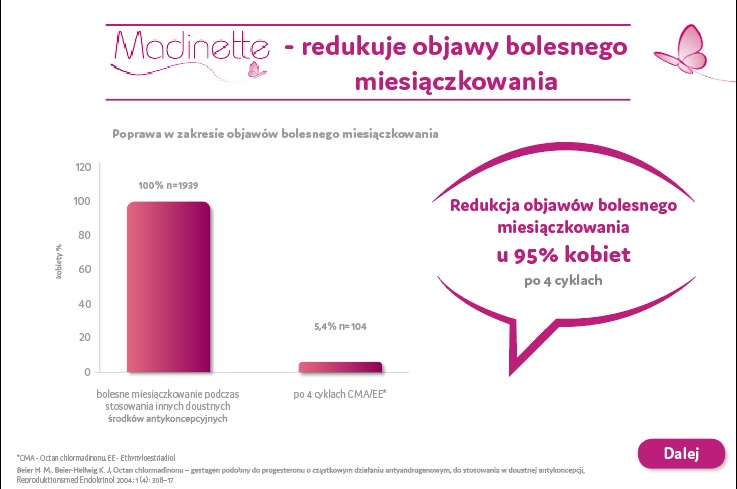 Madinette - redukuje objawy bolesnego
miesiączkowania
Poprawa w zakresie objawów bolesnego miesiączkowania
120
100
80
60
40
20
0
kobiety %
100% n=1939
5,4% n=104
bolesne miesiączkowanie podczas
stosowania innych doustnych
środków antykoncepcyjnych
po 4 cyklach CMA/EE*
Redukcja objawów bolesnego
miesiączkowania
u 95% kobiet
po 4 cyklach
*CMA - Octan chlormadinonu, EE - Ethynyloestriadiol
Beier H. M., Beier-Hellwig K. J, Octan chlormadinonu – gestagen podobny do progesteronu o cząstkowym działaniu antyandrogenowym, do stosowania w doustnej antykoncepcji,
Reproduktionsmed Endokrinol 2004; 1 (4): 308–17
Dalej